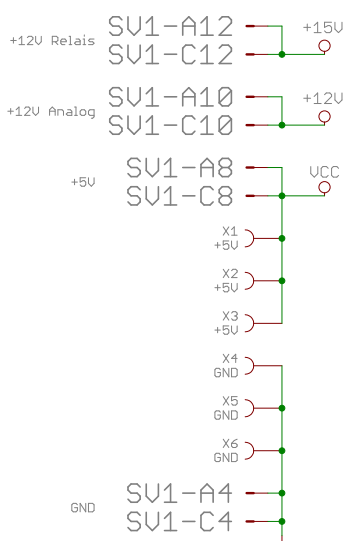 SV1-A12
+15V
+12V Relais
SV1-C12
SV1-A10
+12V
+12V Analog
SV1-C10
SV1-A8
VCC
+5V
SV1-C8
X1
+5V
X2
+5V
X3
+5V
X4
GND
X5
GND
X6
GND
SV1-A4
GND
SV1-C4